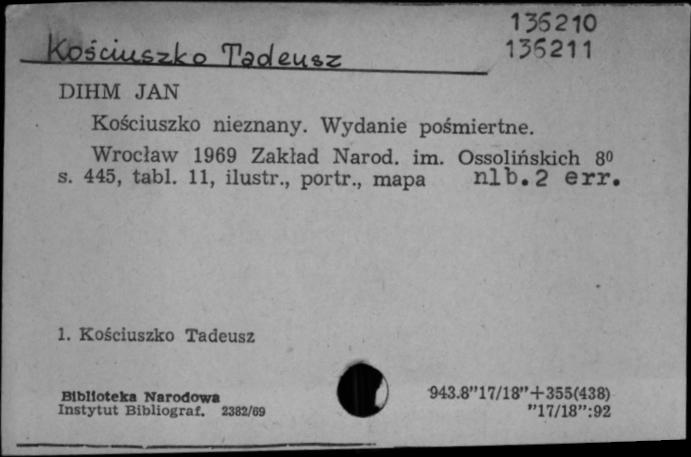 136210
Kościuszko Tadeusz 136211
DIHM JAN
Kościuszko nieznany. Wydanie pośmiertne.
Wrocław 1969 Zakład Narod. im. Ossolińskich 8⁰
s. 445, tabl. 11, ilustr., portr., mapa nlb.2 err.
1. Kościuszko Tadeusz
Biblioteka Narodowa 943.8"17/18"+355(438)
Instytut Bibliograf. 2382/69 "17/18":92